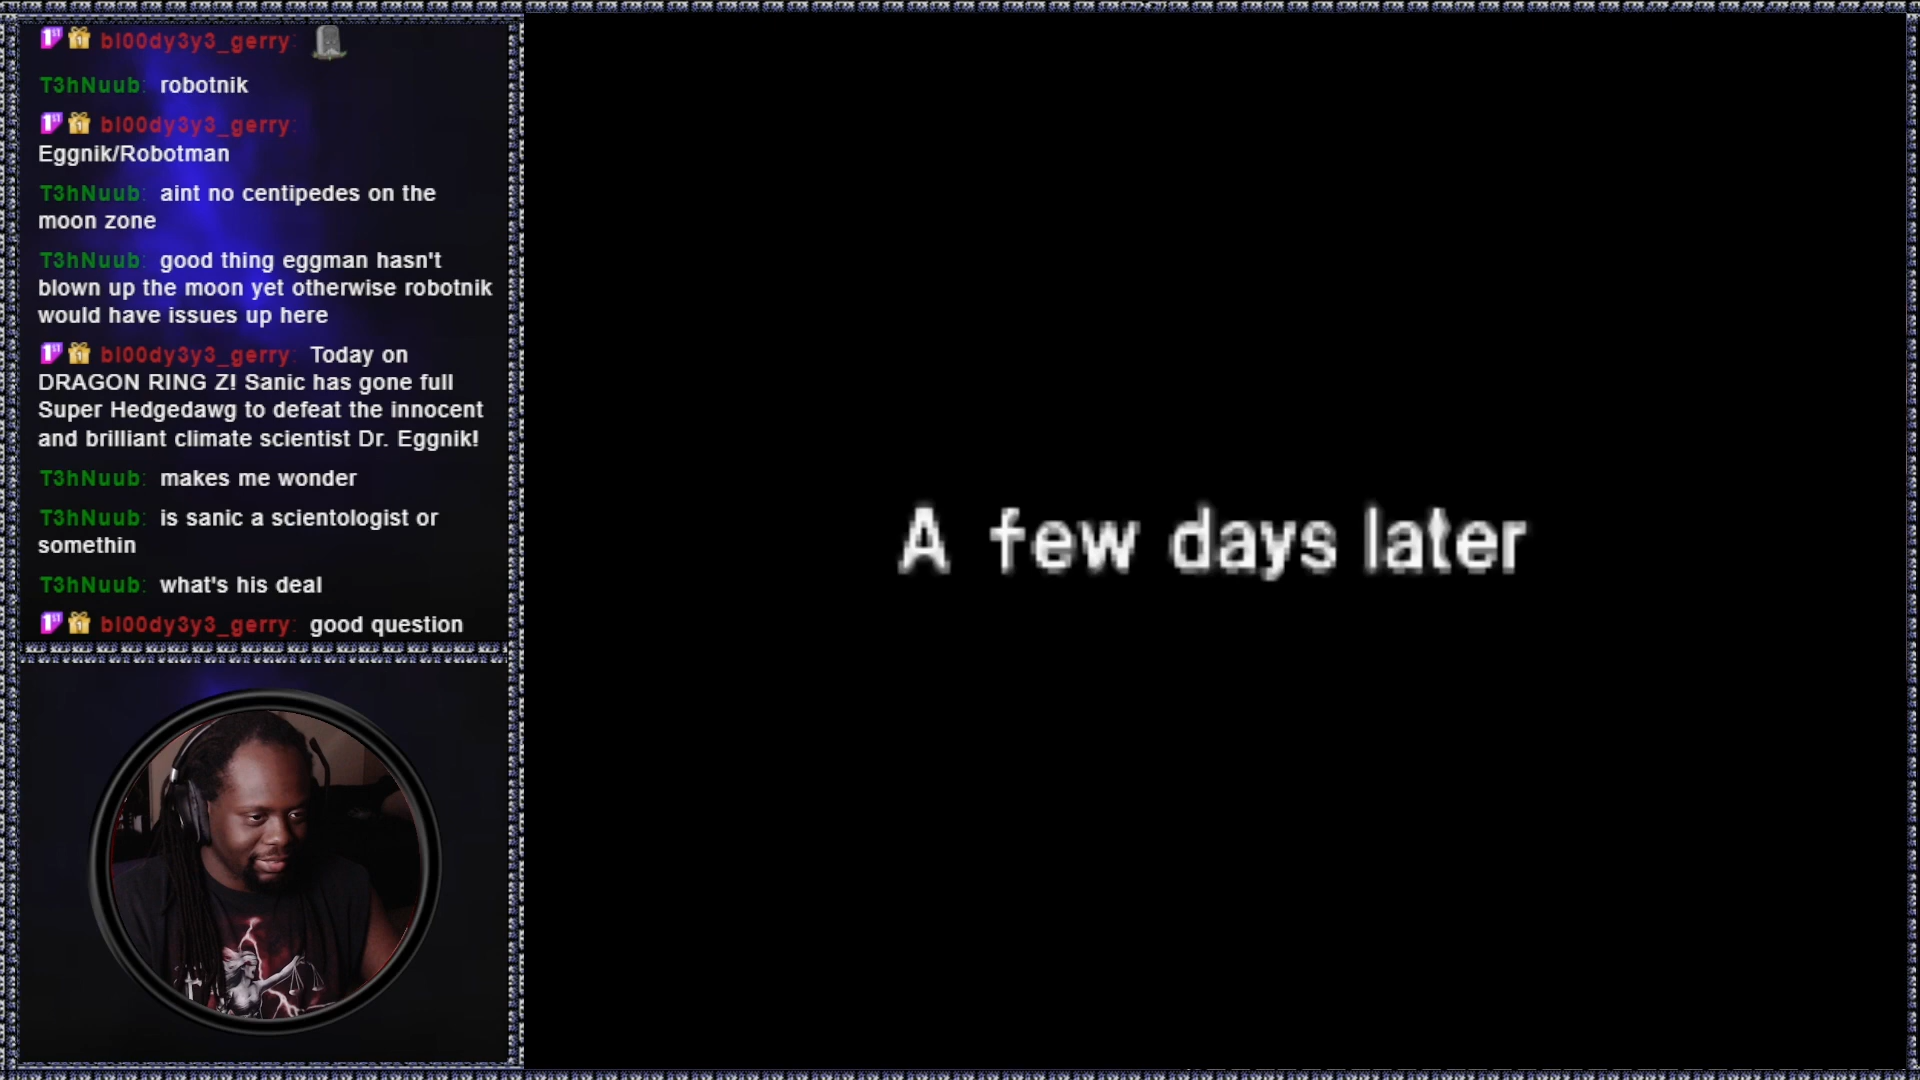 bl00dy3y3_gerry:
T3hNuub: robotnik
bl00dy3y3_gerry:
Eggnik/Robotman
T3hNuub: aint no centipedes on the
moon zone
T3hNuub: good thing eggman hasn't
blown up the moon yet otherwise robotnik
would have issues up here
bl00dy3y3_gerry: Today on
DRAGON RING Z! Sanic has gone full
Super Hedgedawg to defeat the innocent
and brilliant climate scientist Dr. Eggnik!
T3hNuub: makes me wonder
T3hNuub: is sanic a scientologist or
somethin
T3hNuub: what's his deal
bl00dy3y3_gerry: good question
A few days later